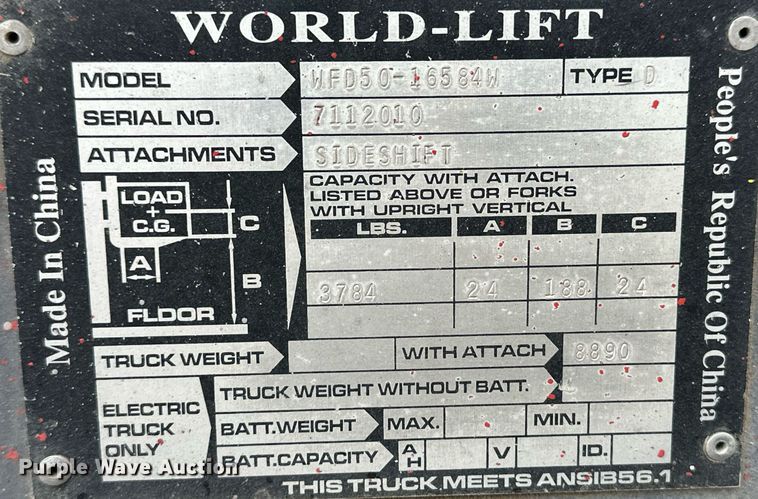 WORLD-LIFT
MODEL WFD50-16584W TYPE D
SERIAL NO. 7112010
ATTACHMENTS SIDESHIFT
CAPACITY WITH ATTACH.
LISTED ABOVE OR FORKS
WITH UPRIGHT VERTICAL
LOAD
+
C.G.
C
A
B
FLOOR
LBS. A B C
3784 24 188 24
TRUCK WEIGHT WITH ATTACH 8890
ELECTRIC
TRUCK
ONLY
TRUCK WEIGHT WITHOUT BATT.
BATT.WEIGHT MAX. MIN.
BATT.CAPACITY AH V ID.
THIS TRUCK MEETS ANSIB56.1
Made In China
People's Republic Of China
Purple Wave Auction